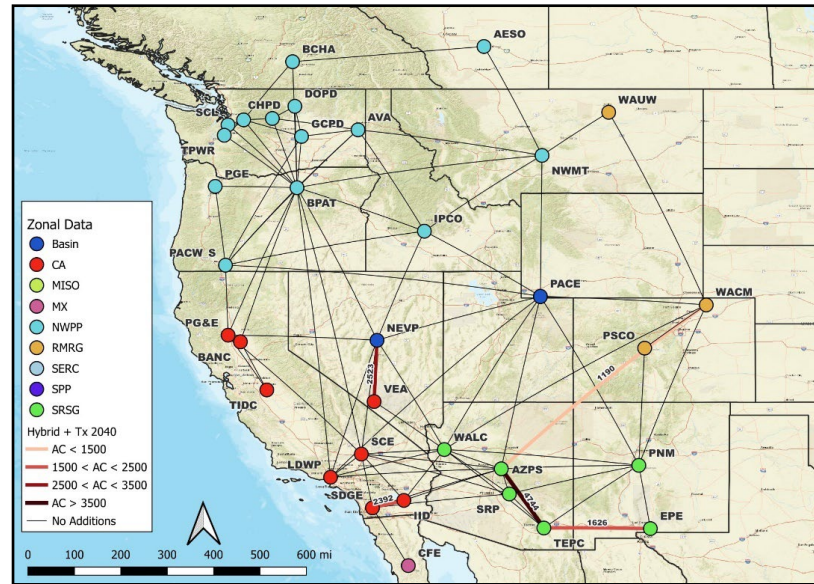 AESO
BCHA
DOPD
CHPD
SCL
WAUW
GCPD
AVA
TPWR
NWMT
PGE
BPAT
IPCO
PACW_S
Zonal Data
Basin
CA
MISO
MX
NWPP
RMRG
SERC
SPP
SRSG
Hybrid + Tx 2040
AC < 1500
1500 < AC < 2500
2500 < AC < 3500
AC > 3500
No Additions
PACE
WACM
PG&E
NEVP
PSCO
BANC
2523
1190
VEA
TIDC
SCE
WALC
PNM
LDWP
AZPS
SDGE
2392
4744
SRP
IID
1626
EPE
TEPC
CFE
0 100 200 300 400 500 600 mi